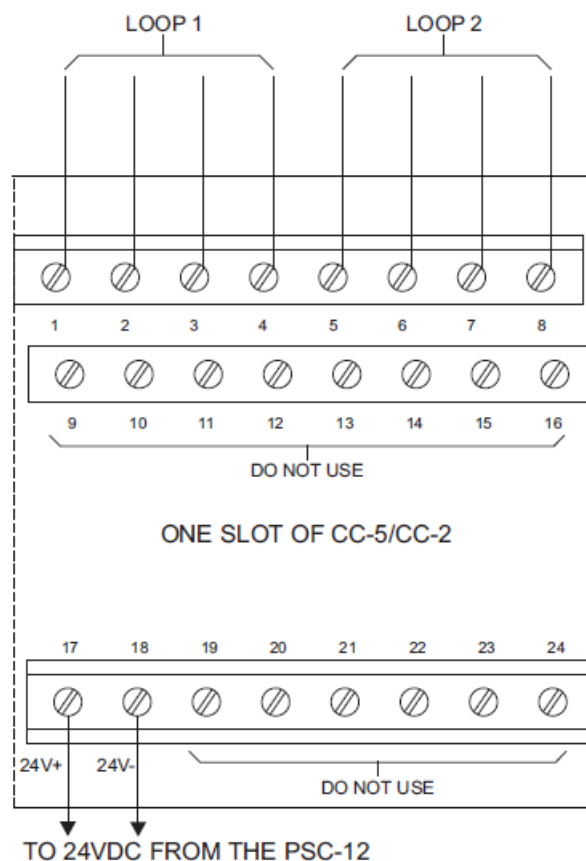 LOOP 1 LOOP 2
1 2 3 4 5 6 7 8
9 10 11 12 13 14 15 16
DO NOT USE
ONE SLOT OF CC-5/CC-2
17 18 19 20 21 22 23 24
24V+ 24V-
DO NOT USE
TO 24VDC FROM THE PSC-12